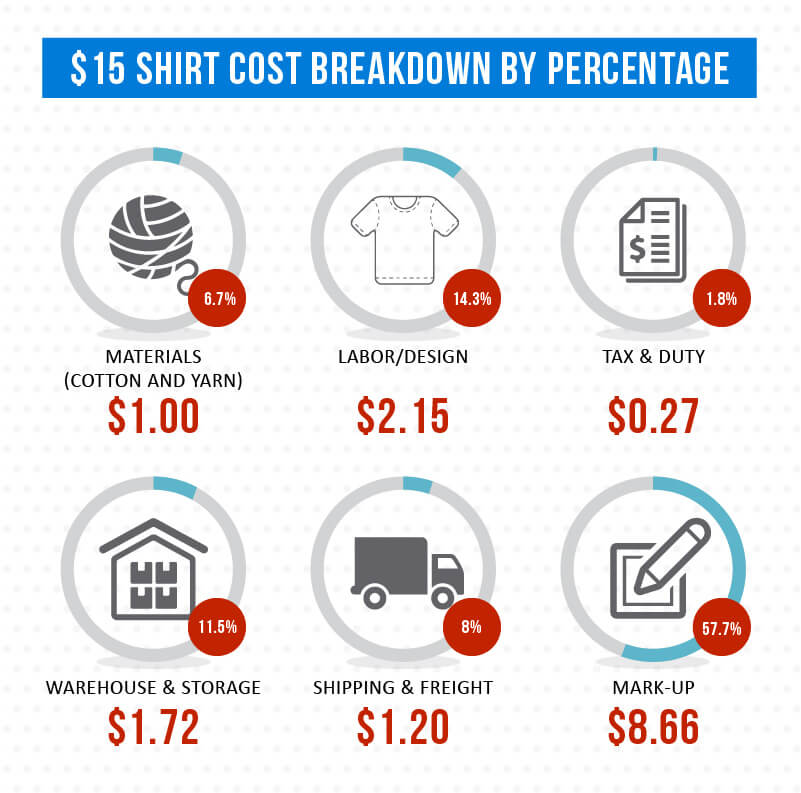 $15 SHIRT COST BREAKDOWN BY PERCENTAGE
6.7%
MATERIALS
(COTTON AND YARN)
$1.00
14.3%
LABOR/DESIGN
$2.15
$
1.8%
TAX & DUTY
$0.27
11.5%
WAREHOUSE & STORAGE
$1.72
8%
SHIPPING & FREIGHT
$1.20
57.7%
MARK-UP
$8.66